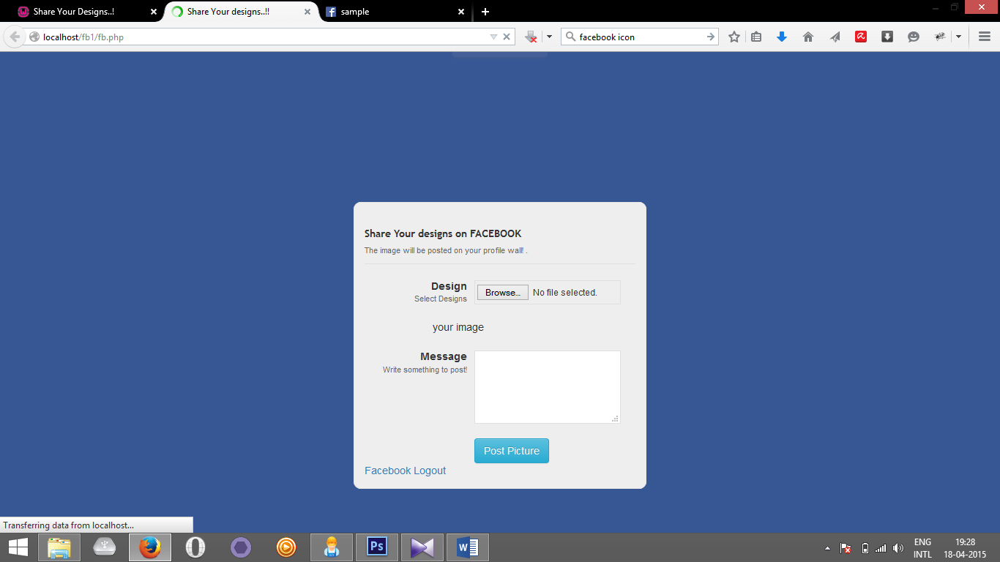 Share Your Designs..!
Share Your designs..!!
sample
localhost/fb1/fb.php
facebook icon
Share Your designs on FACEBOOK
The image will be posted on your profile wall! .
Design
Select Designs
Browse...
No file selected.
your image
Message
Write something to post!
Post Picture
Facebook Logout
Transferring data from localhost...
Ps
W
ENG
INTL
19:28
18-04-2015